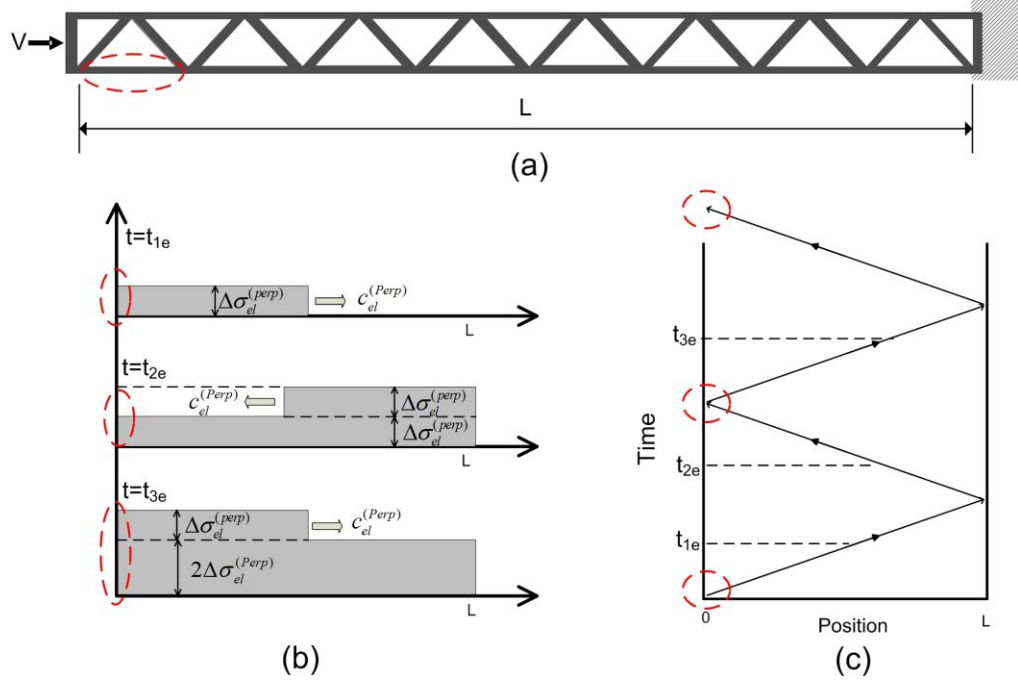 V
L
(a)
t=t1e
Δσel(perp)
cel(Perp)
L
t=t2e
cel(Perp)
Δσel(perp)
Δσel(perp)
L
t=t3e
Δσel(perp)
cel(Perp)
2Δσel(Perp)
L
(b)
Time
t3e
t2e
t1e
0
Position
L
(c)